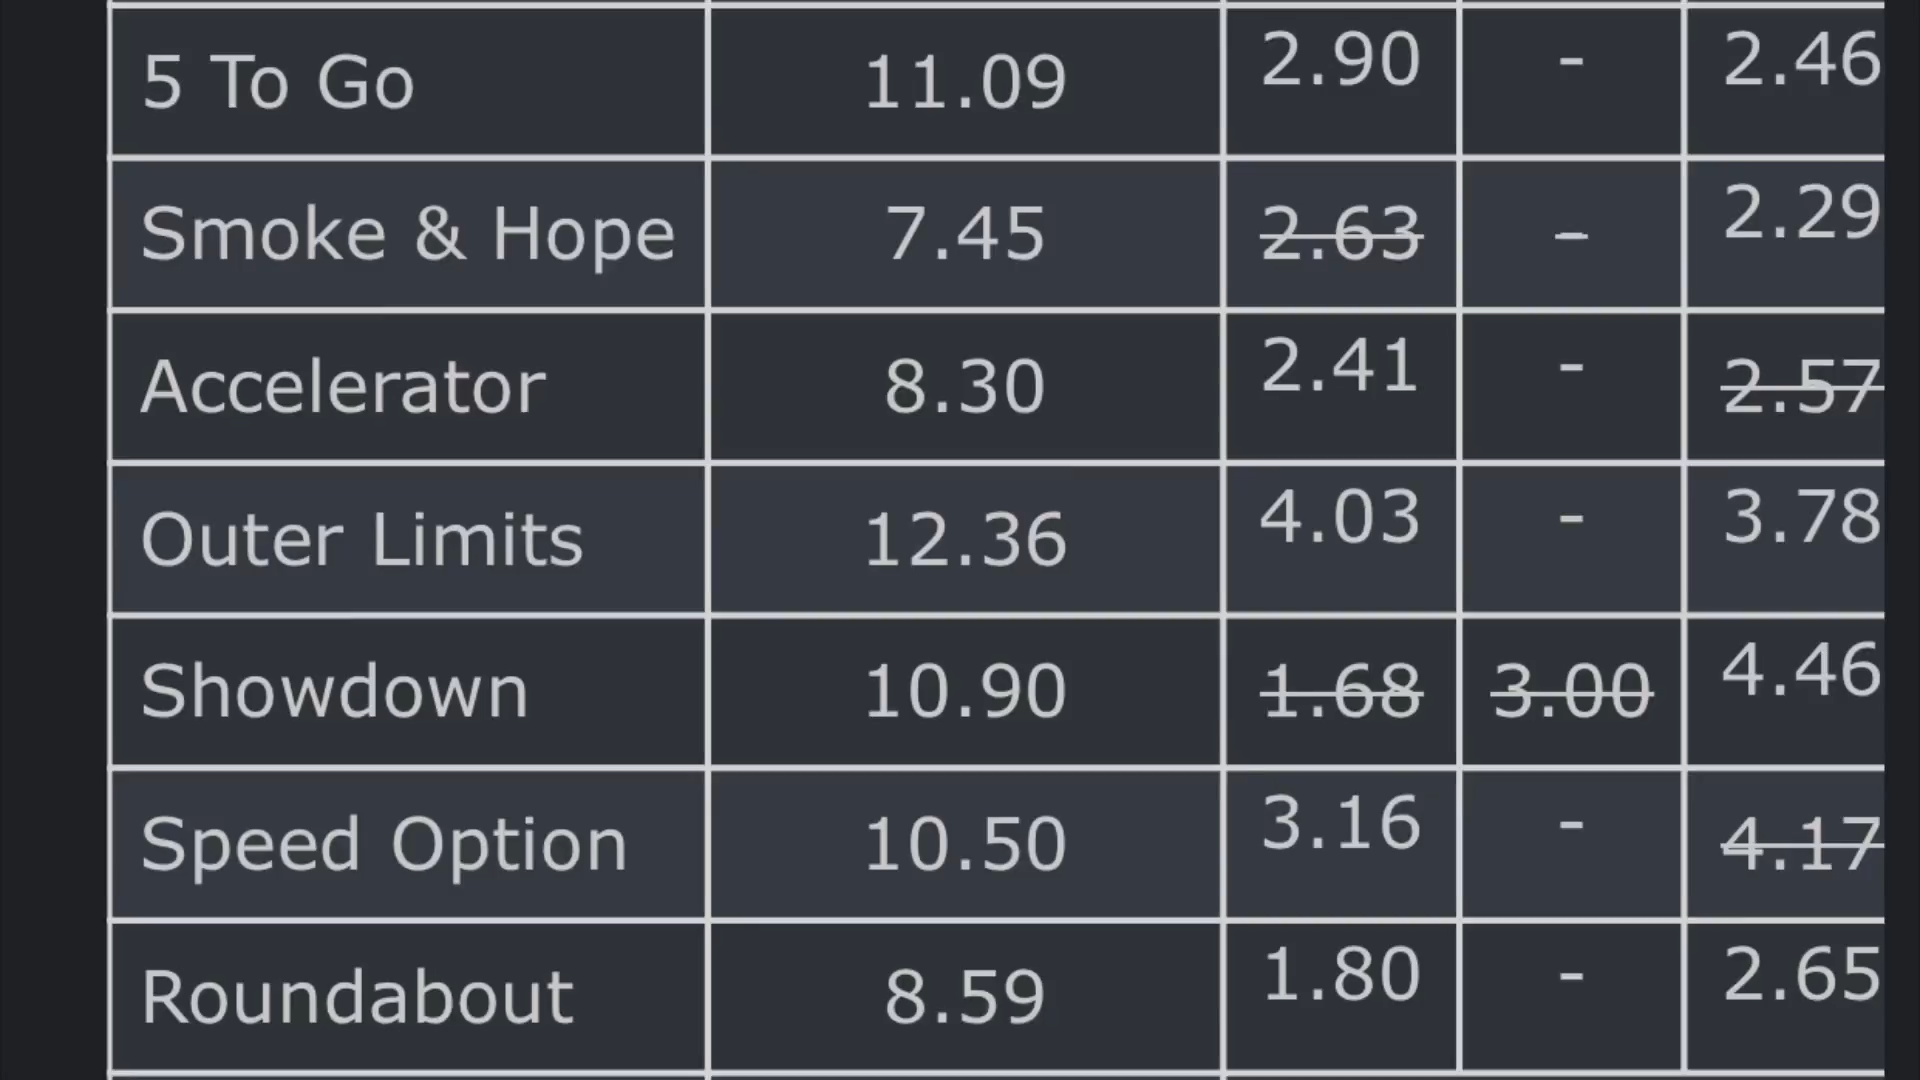 5 To Go 11.09 2.90 - 2.46
Smoke & Hope 7.45 2.63 - 2.29
Accelerator 8.30 2.41 - 2.57
Outer Limits 12.36 4.03 - 3.78
Showdown 10.90 1.68 3.00 4.46
Speed Option 10.50 3.16 - 4.17
Roundabout 8.59 1.80 - 2.65